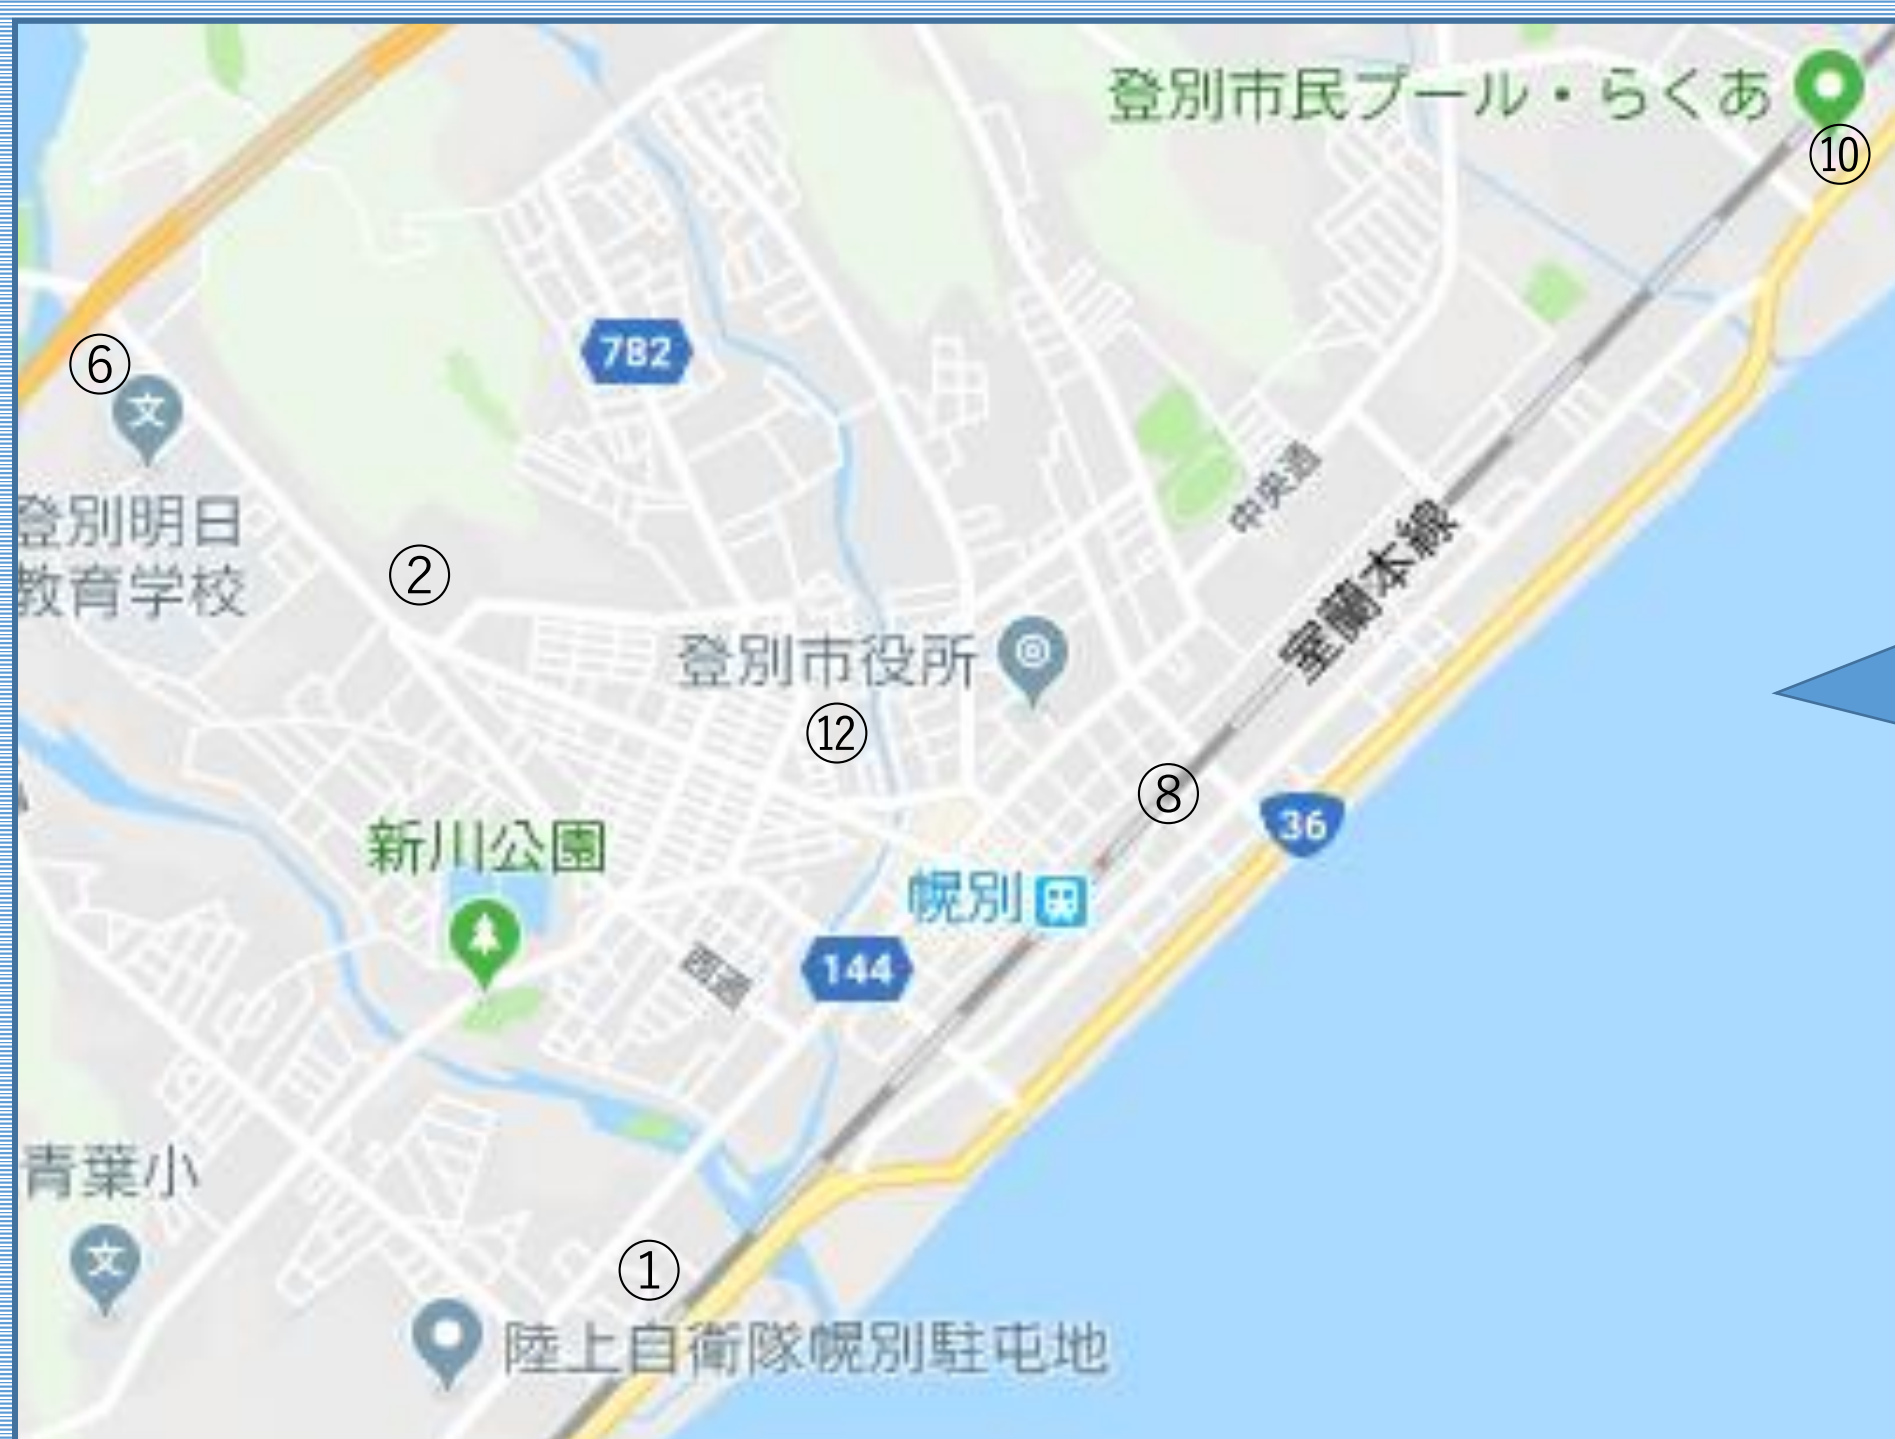 登別市民プール・らくあ
⑩
782
⑥
登別明日
教育学校
②
中央通
室蘭本線
登別市役所
⑫
⑧
36
新川公園
幌別
西通
144
青葉小
①
陸上自衛隊幌別駐屯地